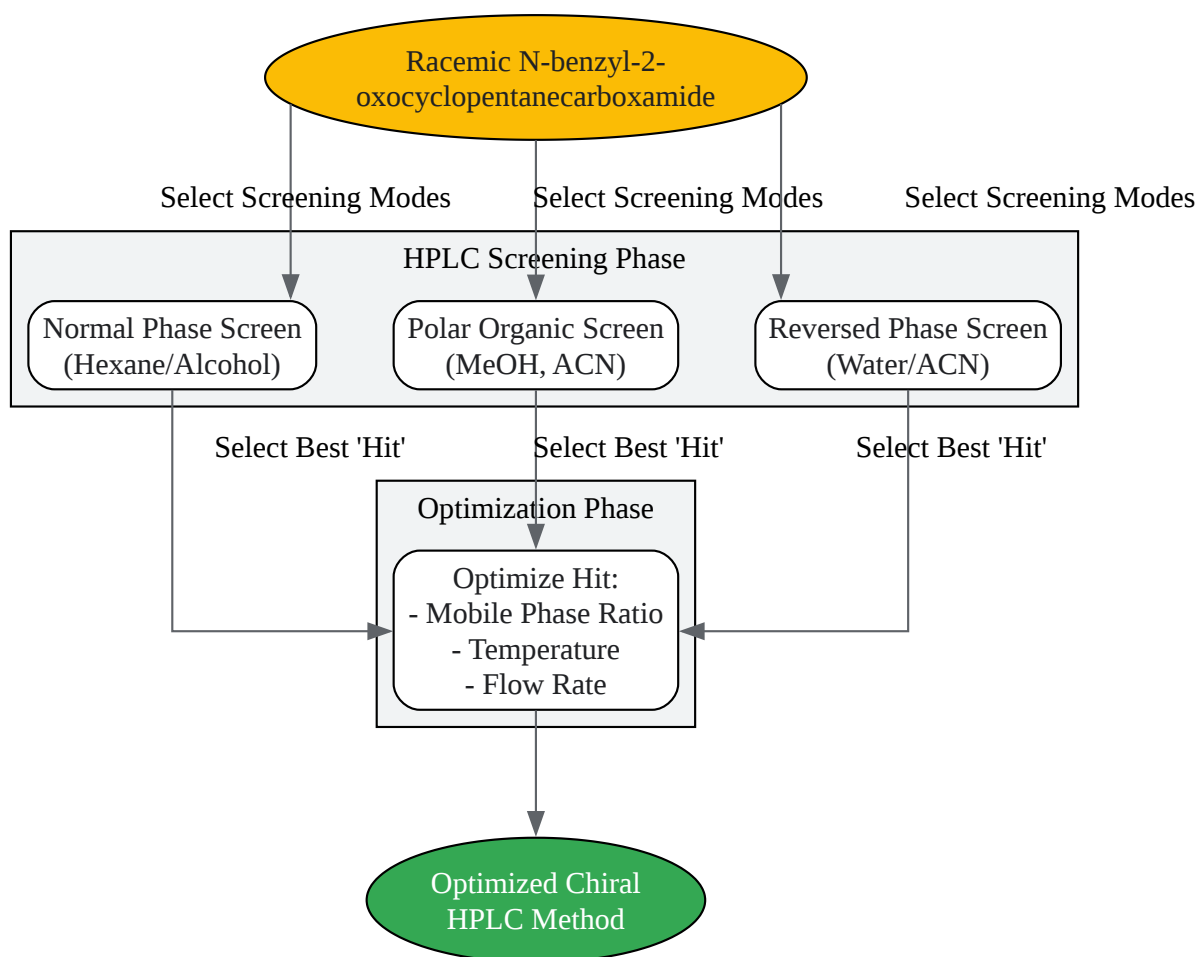 Racemic N-benzyl-2-
oxocyclopentanecarboxamide
Select Screening Modes
Select Screening Modes
Select Screening Modes
HPLC Screening Phase
Normal Phase Screen
(Hexane/Alcohol)
Polar Organic Screen
(MeOH, ACN)
Reversed Phase Screen
(Water/ACN)
Select Best 'Hit'
Select Best 'Hit'
Select Best 'Hit'
Optimization Phase
Optimize Hit:
- Mobile Phase Ratio
- Temperature
- Flow Rate
Optimized Chiral
HPLC Method